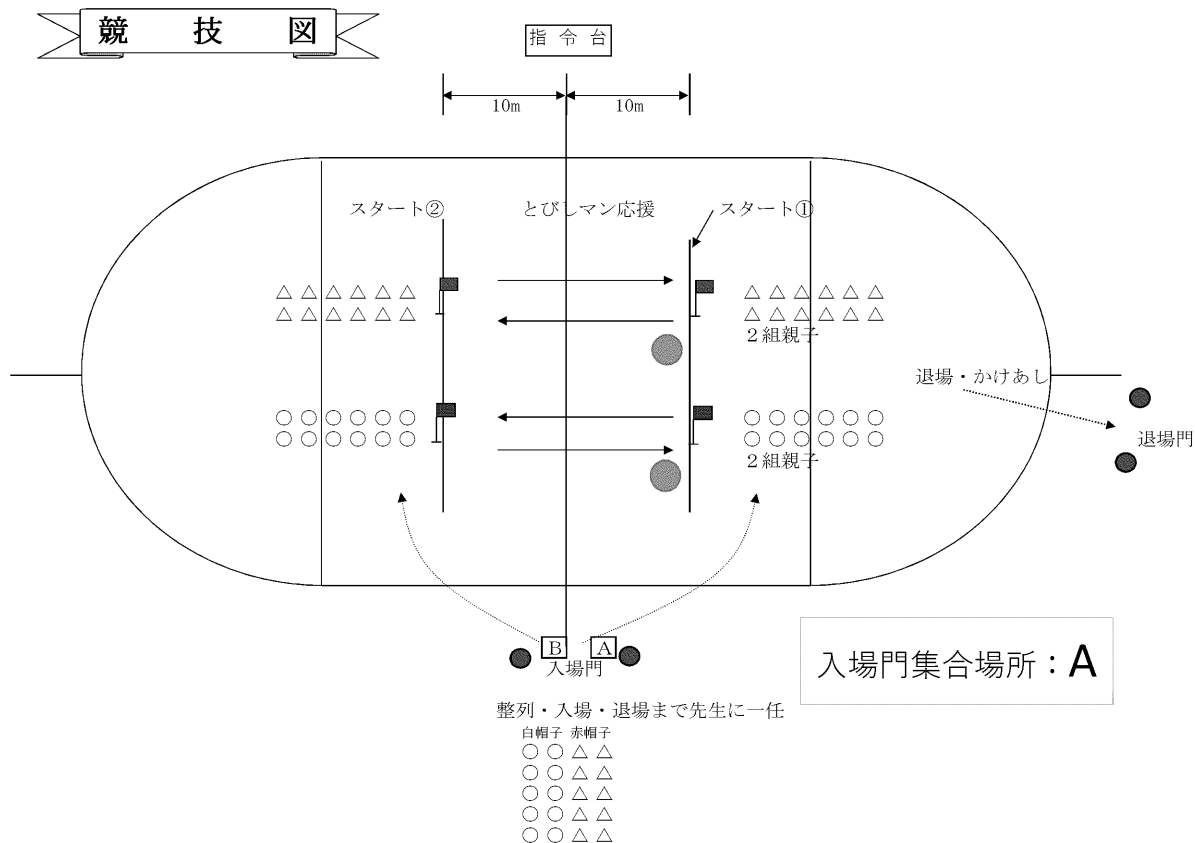 競技図
指令台
10m 10m
スタート② とびしマン応援 スタート①
2組親子
退場・かけあし
退場門
2組親子
B A
入場門
入場門集合場所：A
整列・入場・退場まで先生に一任
白帽子 赤帽子